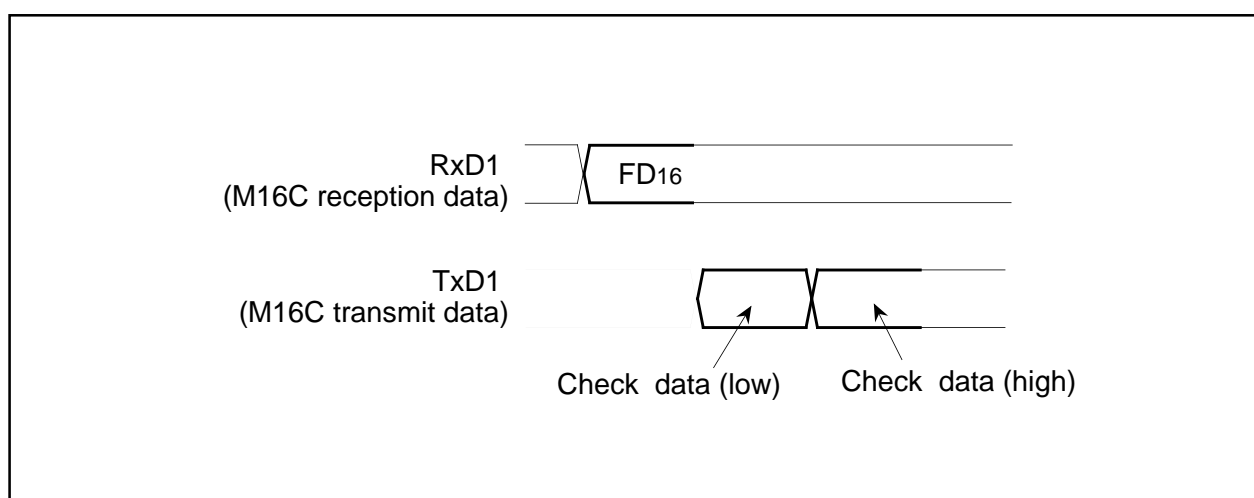 RxD1
(M16C reception data)
FD16
TxD1
(M16C transmit data)
Check data (low)
Check data (high)